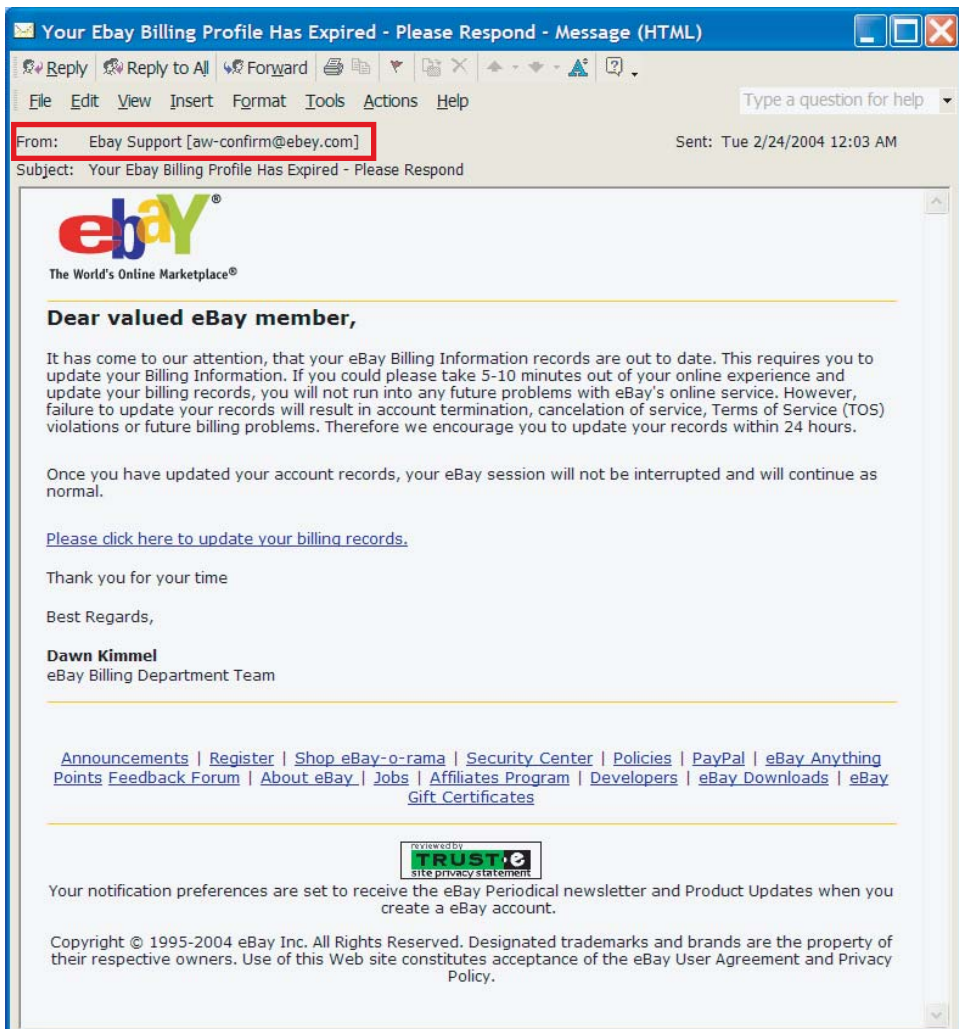 Your Ebay Billing Profile Has Expired - Please Respond - Message (HTML)
Reply Reply to All Forward
File Edit View Insert Format Tools Actions Help Type a question for help
From: Ebay Support [aw-confirm@ebey.com] Sent: Tue 2/24/2004 12:03 AM
Subject: Your Ebay Billing Profile Has Expired - Please Respond
ebaY®
The World's Online Marketplace®
Dear valued eBay member,
It has come to our attention, that your eBay Billing Information records are out to date. This requires you to
update your Billing Information. If you could please take 5-10 minutes out of your online experience and
update your billing records, you will not run into any future problems with eBay's online service. However,
failure to update your records will result in account termination, cancelation of service, Terms of Service (TOS)
violations or future billing problems. Therefore we encourage you to update your records within 24 hours.
Once you have updated your account records, your eBay session will not be interrupted and will continue as
normal.
Please click here to update your billing records.
Thank you for your time
Best Regards,
Dawn Kimmel
eBay Billing Department Team
Announcements | Register | Shop eBay-o-rama | Security Center | Policies | PayPal | eBay Anything
Points Feedback Forum | About eBay | Jobs | Affiliates Program | Developers | eBay Downloads | eBay
Gift Certificates
reviewed by
TRUST·e
site privacy statement
Your notification preferences are set to receive the eBay Periodical newsletter and Product Updates when you
create a eBay account.
Copyright © 1995-2004 eBay Inc. All Rights Reserved. Designated trademarks and brands are the property of
their respective owners. Use of this Web site constitutes acceptance of the eBay User Agreement and Privacy
Policy.